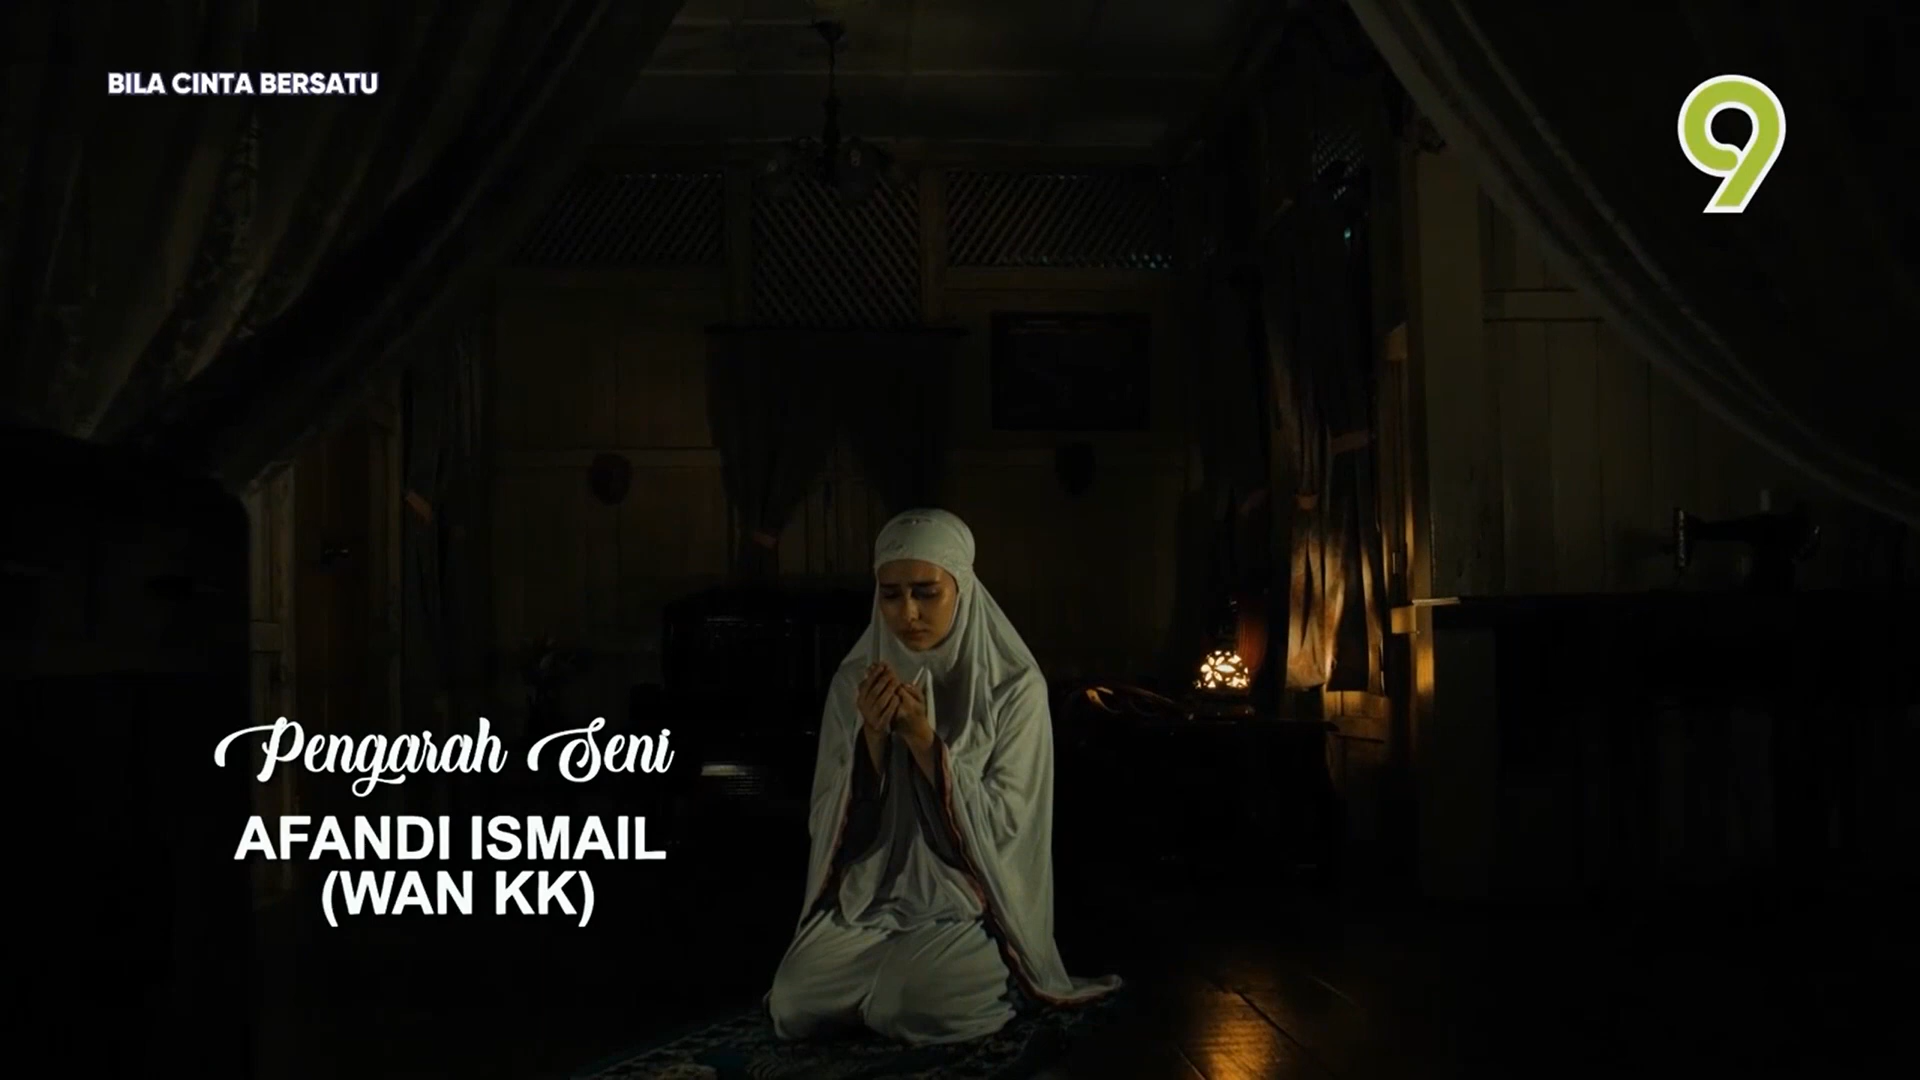 BILA CINTA BERSATU
9
Pengarah Seni
AFANDI ISMAIL
(WAN KK)